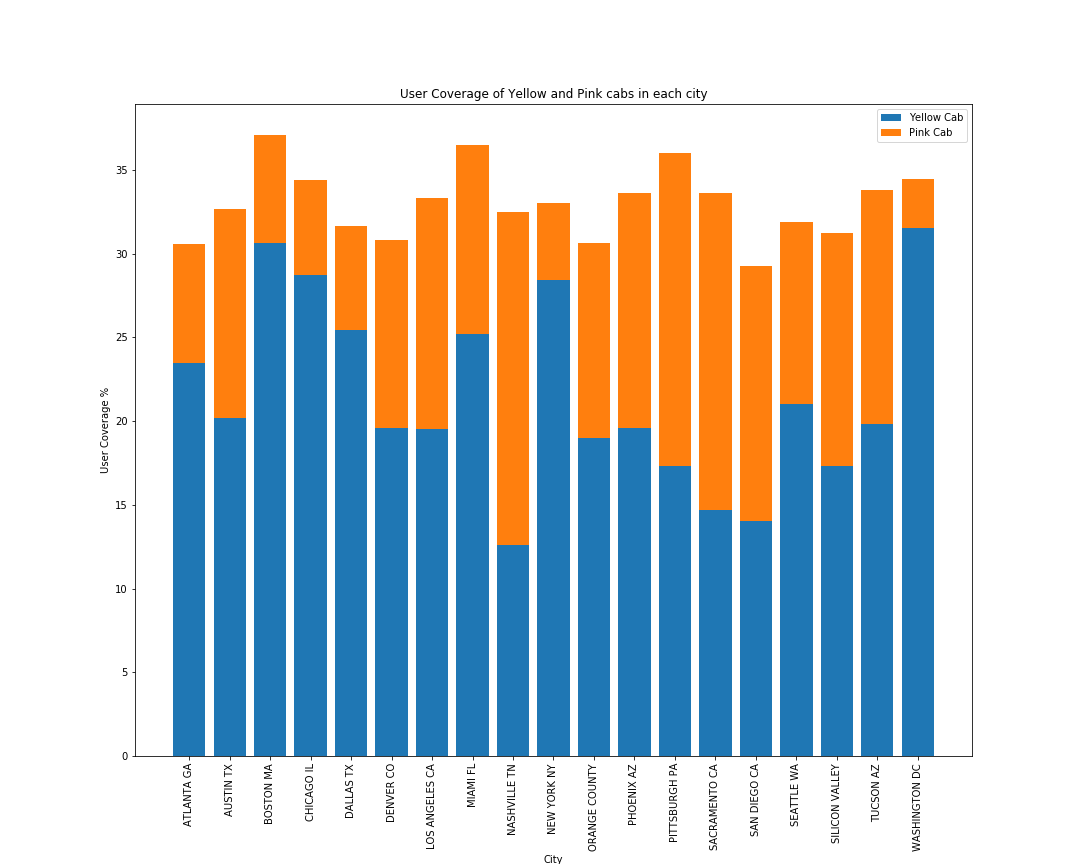 User Coverage of Yellow and Pink cabs in each city
Yellow Cab
Pink Cab
User Coverage %
35
30
25
20
15
10
5
0
ATLANTA GA
AUSTIN TX
BOSTON MA
CHICAGO IL
DALLAS TX
DENVER CO
LOS ANGELES CA
MIAMI FL
NASHVILLE TN
NEW YORK NY
ORANGE COUNTY
PHOENIX AZ
PITTSBURGH PA
SACRAMENTO CA
SAN DIEGO CA
SEATTLE WA
SILICON VALLEY
TUCSON AZ
WASHINGTON DC
City